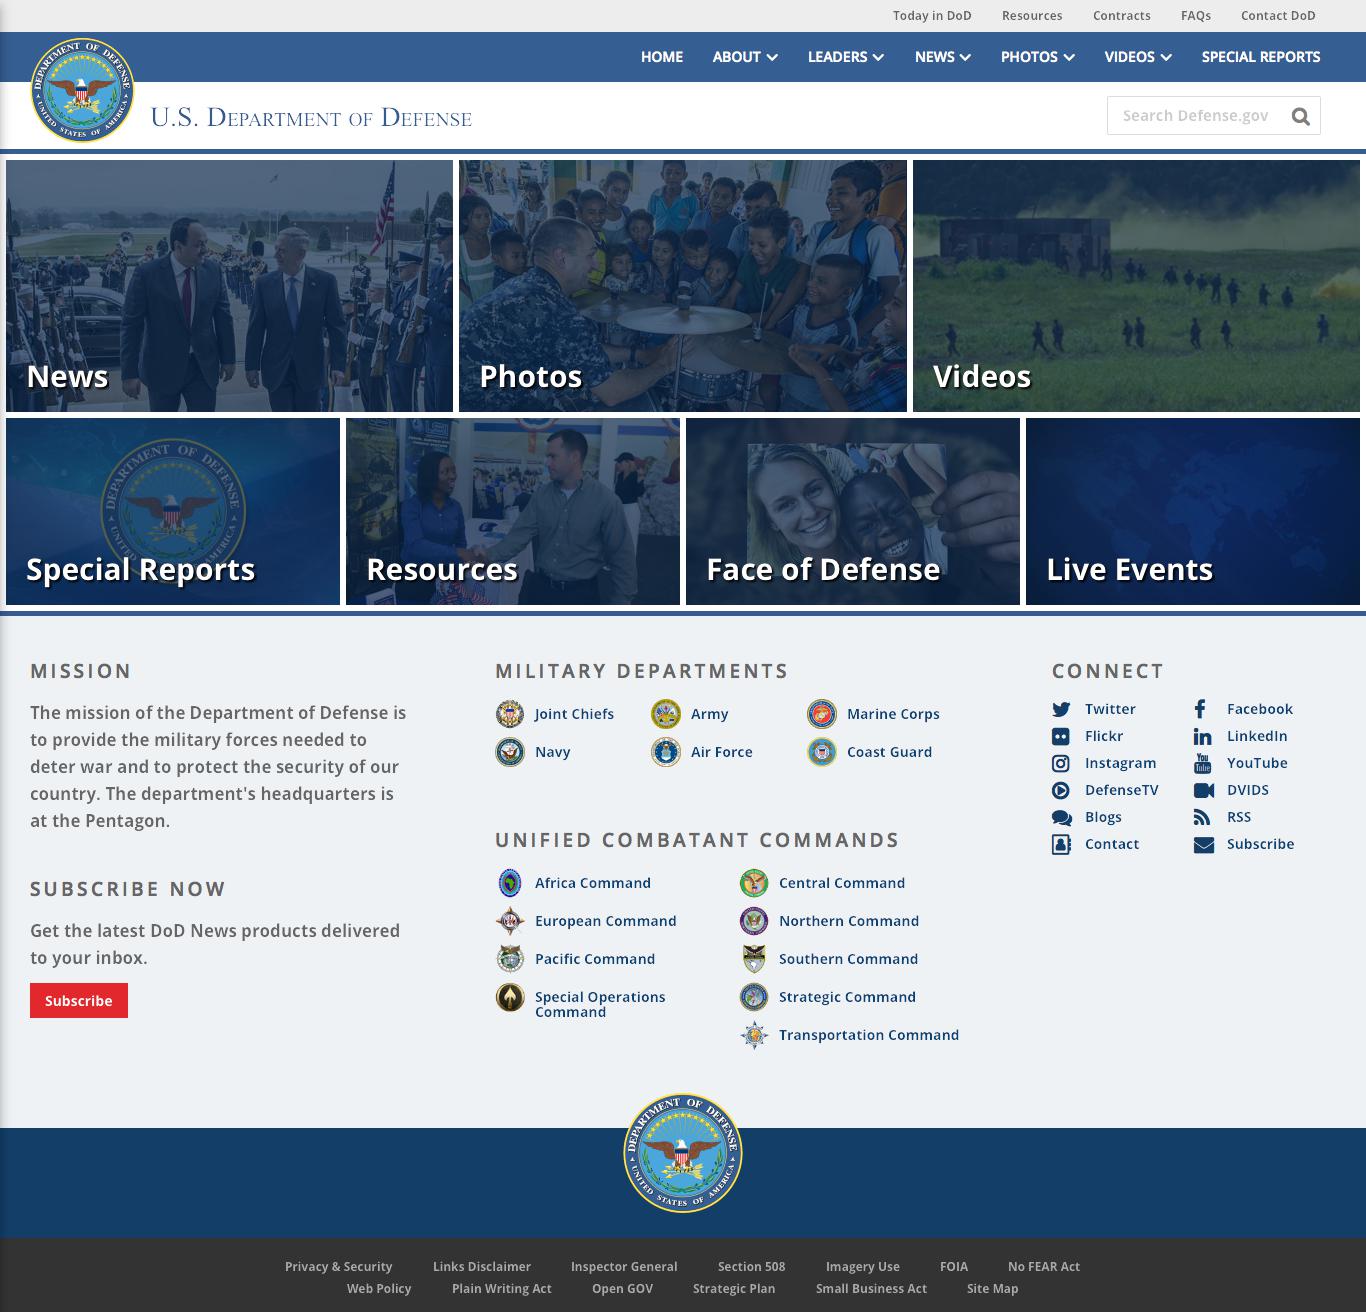 Today in DoD Resources Contracts FAQs Contact DoD
HOME ABOUT LEADERS NEWS PHOTOS VIDEOS SPECIAL REPORTS
DEPARTMENT OF DEFENSE
UNITED STATES OF AMERICA
U.S. Department of Defense
Search Defense.gov
News
Photos
Videos
DEPARTMENT OF DEFENSE
Special Reports
Resources
Face of Defense
Live Events
MISSION
The mission of the Department of Defense is
to provide the military forces needed to
deter war and to protect the security of our
country. The department's headquarters is
at the Pentagon.
SUBSCRIBE NOW
Get the latest DoD News products delivered
to your inbox.
Subscribe
MILITARY DEPARTMENTS
Joint Chiefs Army Marine Corps
Navy Air Force Coast Guard
UNIFIED COMBATANT COMMANDS
Africa Command Central Command
European Command Northern Command
Pacific Command Southern Command
Special Operations
Command
Strategic Command
Transportation Command
CONNECT
Twitter Facebook
Flickr LinkedIn
Instagram YouTube
DefenseTV DVIDS
Blogs RSS
Contact Subscribe
DEPARTMENT OF DEFENSE
UNITED STATES OF AMERICA
Privacy & Security Links Disclaimer Inspector General Section 508 Imagery Use FOIA No FEAR Act
Web Policy Plain Writing Act Open GOV Strategic Plan Small Business Act Site Map